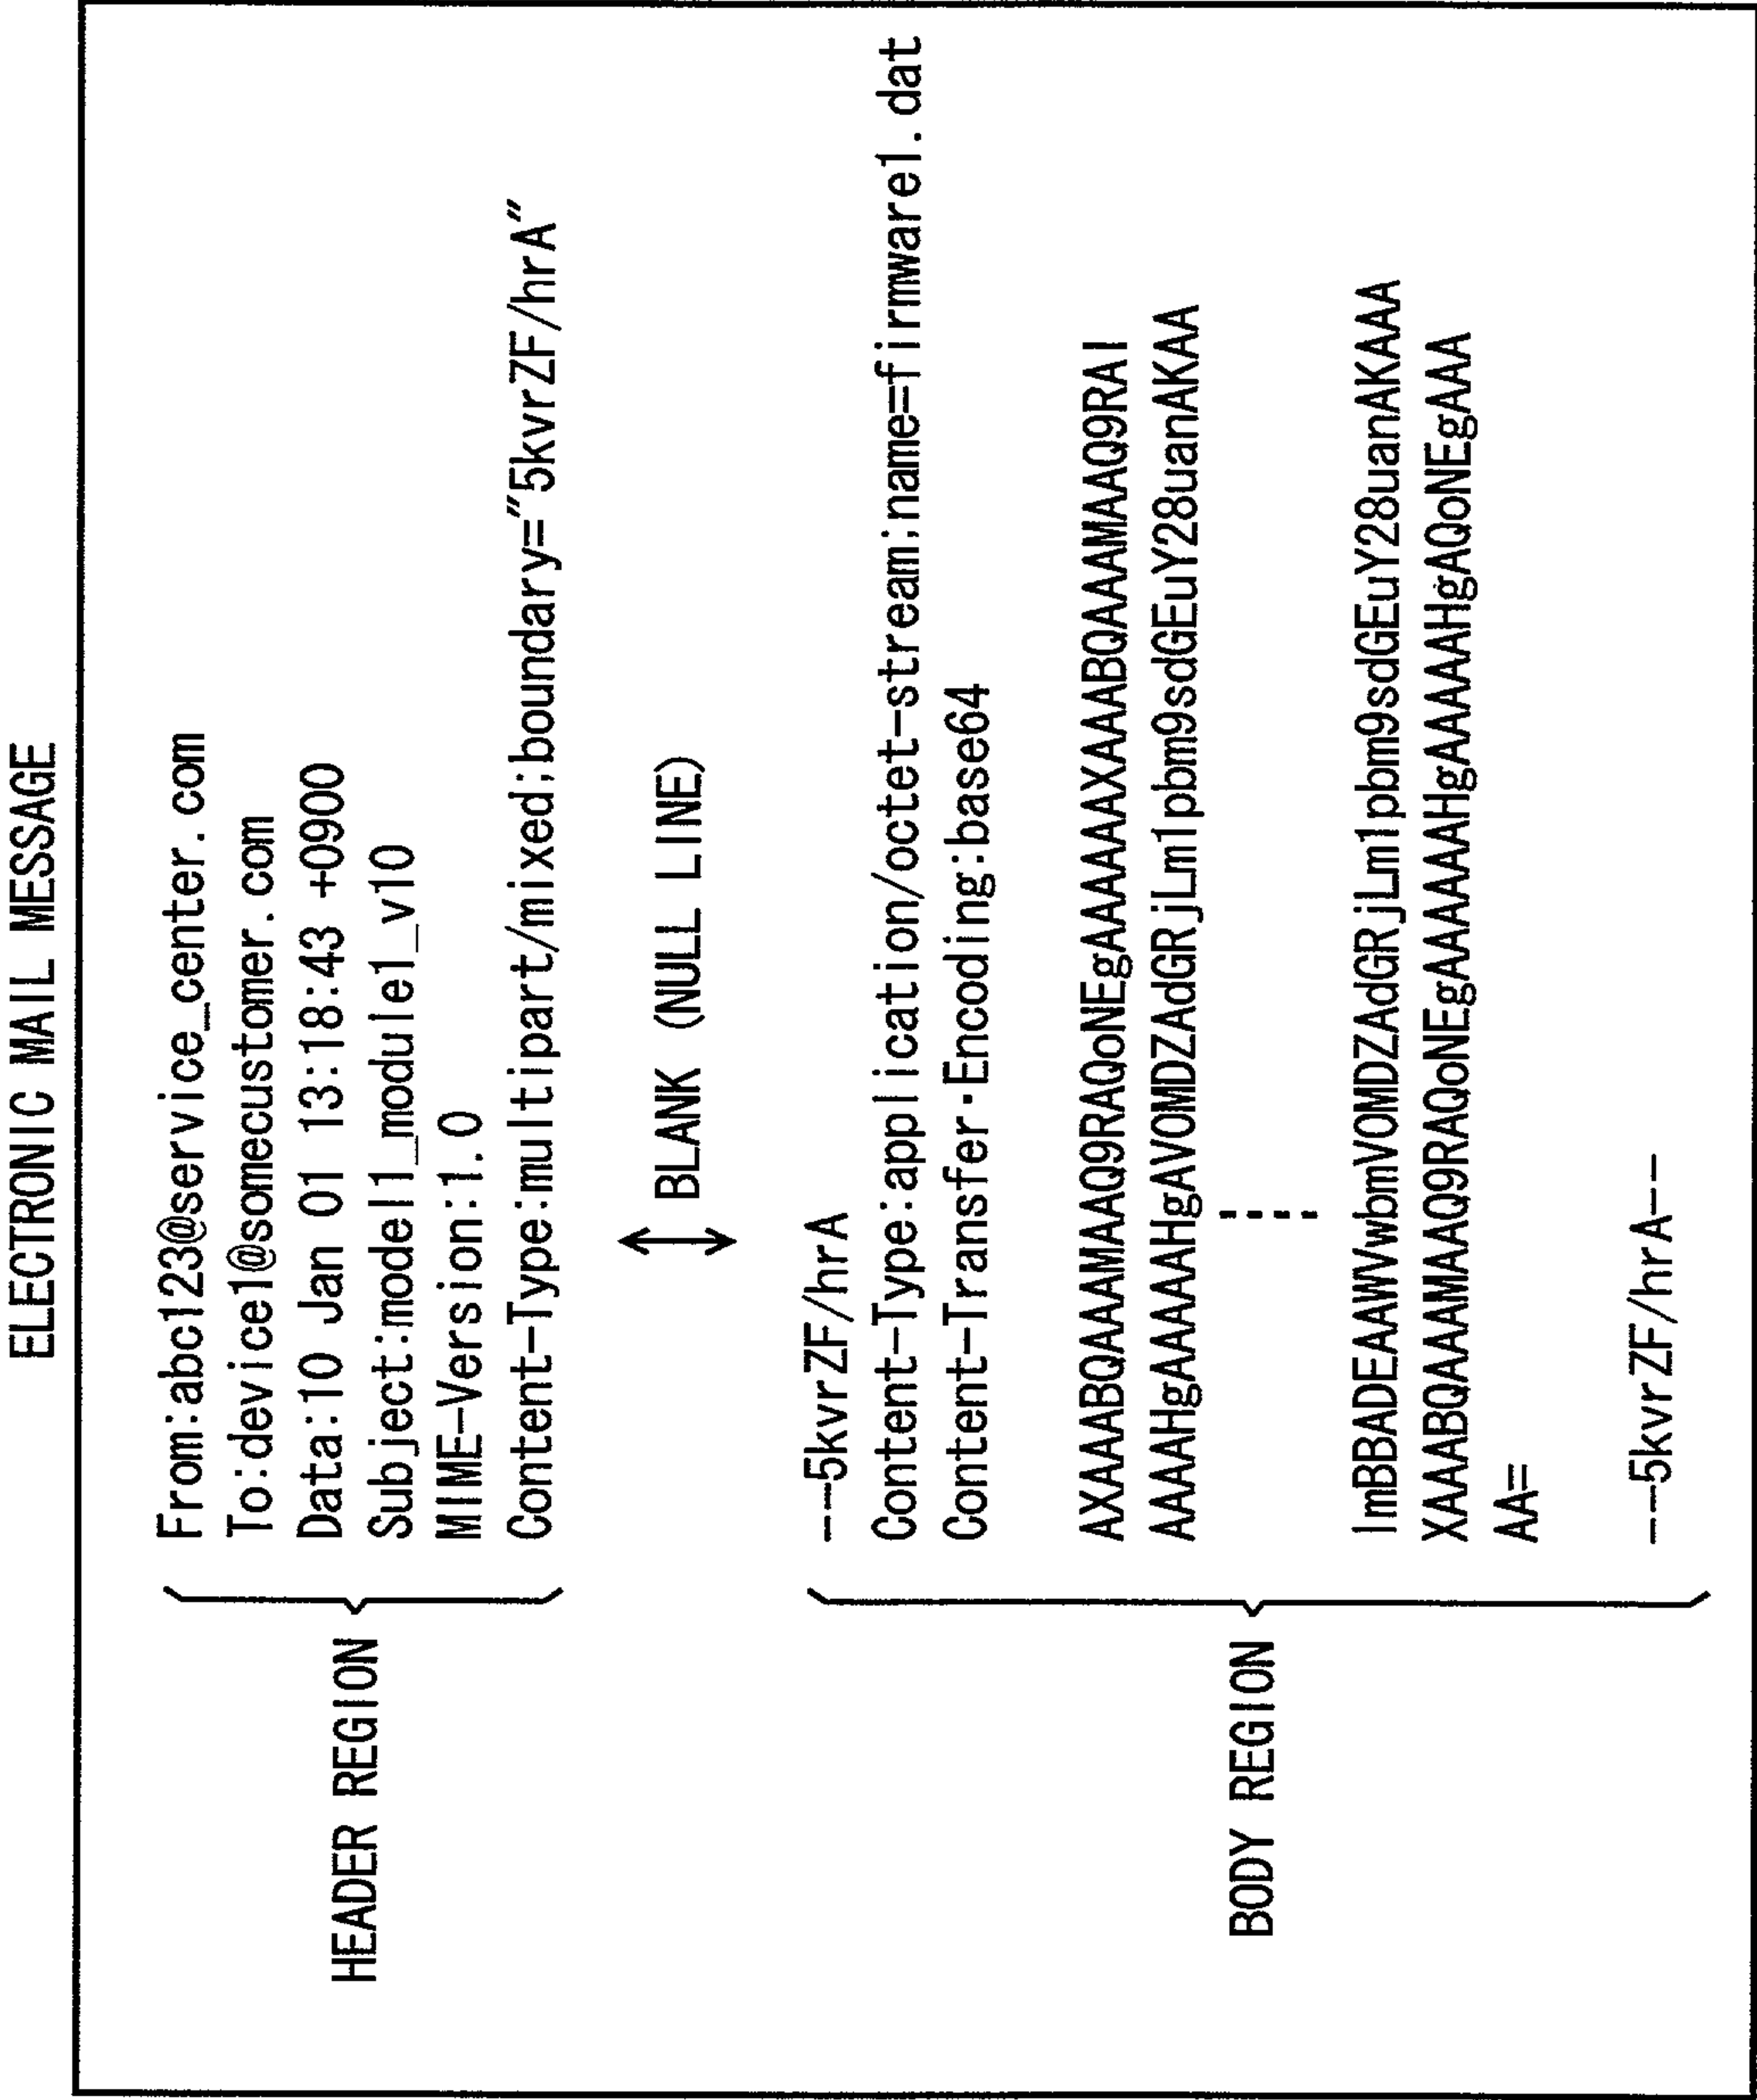 ELECTRONIC MAIL MESSAGE
HEADER REGION
From:abc123@service_center.com
To:device1@somecustomer.com
Data:10 Jan 01 13:18:43 +0900
Subject:model1_module1_v10
MIME-Version:1.0
Content-Type:multipart/mixed;boundary="5kvrZF/hrA"
BLANK (NULL LINE)
BODY REGION
--5kvrZF/hrA
Content-Type:application/octet-stream;name=firmware1.dat
Content-Transfer·Encoding:base64
AXAAABQAAAMAAQ9RAQoNEgAAAAAXAAABQAAAMAAQ9RAI
AAAAHgAAAAAHgAV0MDZAdGRjLm1pbm9sdGEuY28uanAKAA
ImBBADEAAWVwbmV0MDZAdGRjLm1pbm9sdGEuY28uanAKAAA
XAAABQAAAMAAQ9RAQoNEgAAAAAHgAAAAAHgAQoNEgAAA
AA=
--5kvrZF/hrA--